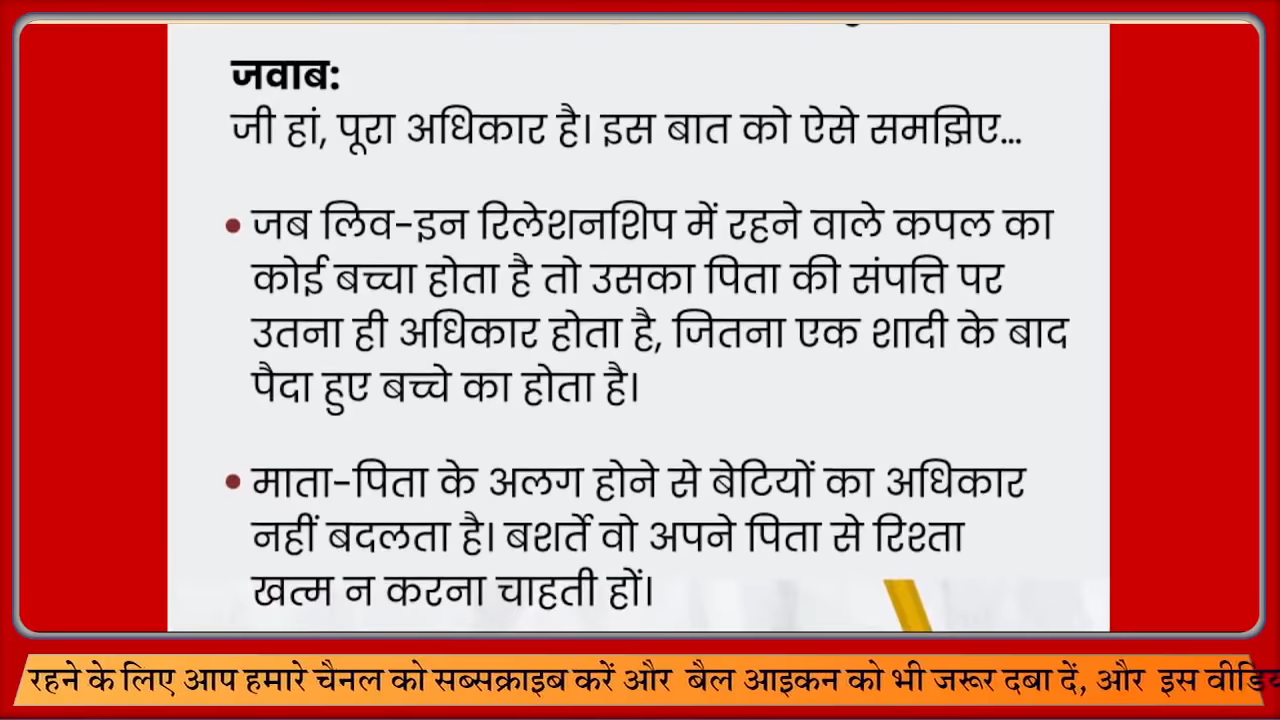 जवाब:
जी हां, पूरा अधिकार है। इस बात को ऐसे समझिए...
• जब लिव-इन रिलेशनशिप में रहने वाले कपल का
कोई बच्चा होता है तो उसका पिता की संपत्ति पर
उतना ही अधिकार होता है, जितना एक शादी के बाद
पैदा हुए बच्चे का होता है।
• माता-पिता के अलग होने से बेटियों का अधिकार
नहीं बदलता है। बशर्ते वो अपने पिता से रिश्ता
खत्म न करना चाहती हों।
रहने के लिए आप हमारे चैनल को सब्सक्राइब करें और बैल आइकन को भी जरूर दबा दें, और इस